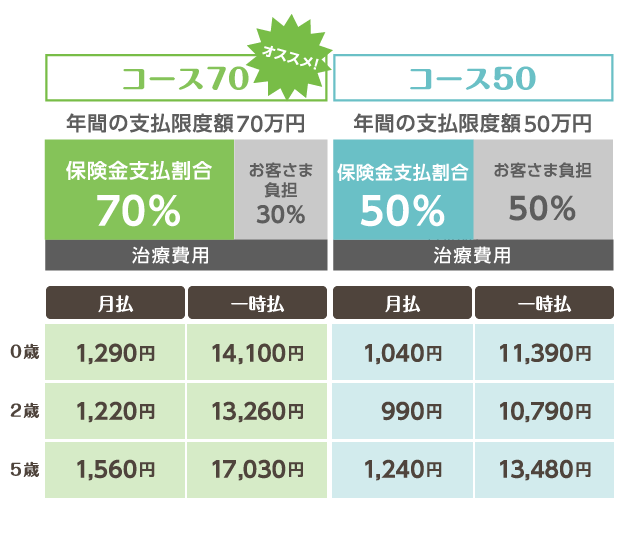 オススメ!
コース70 コース50
年間の支払限度額70万円 年間の支払限度額50万円
保険金支払割合 70% お客さま負担 30% 保険金支払割合 50% お客さま負担 50%
治療費用 治療費用
月払 一時払 月払 一時払
0歳 1,290円 14,100円 1,040円 11,390円
2歳 1,220円 13,260円 990円 10,790円
5歳 1,560円 17,030円 1,240円 13,480円